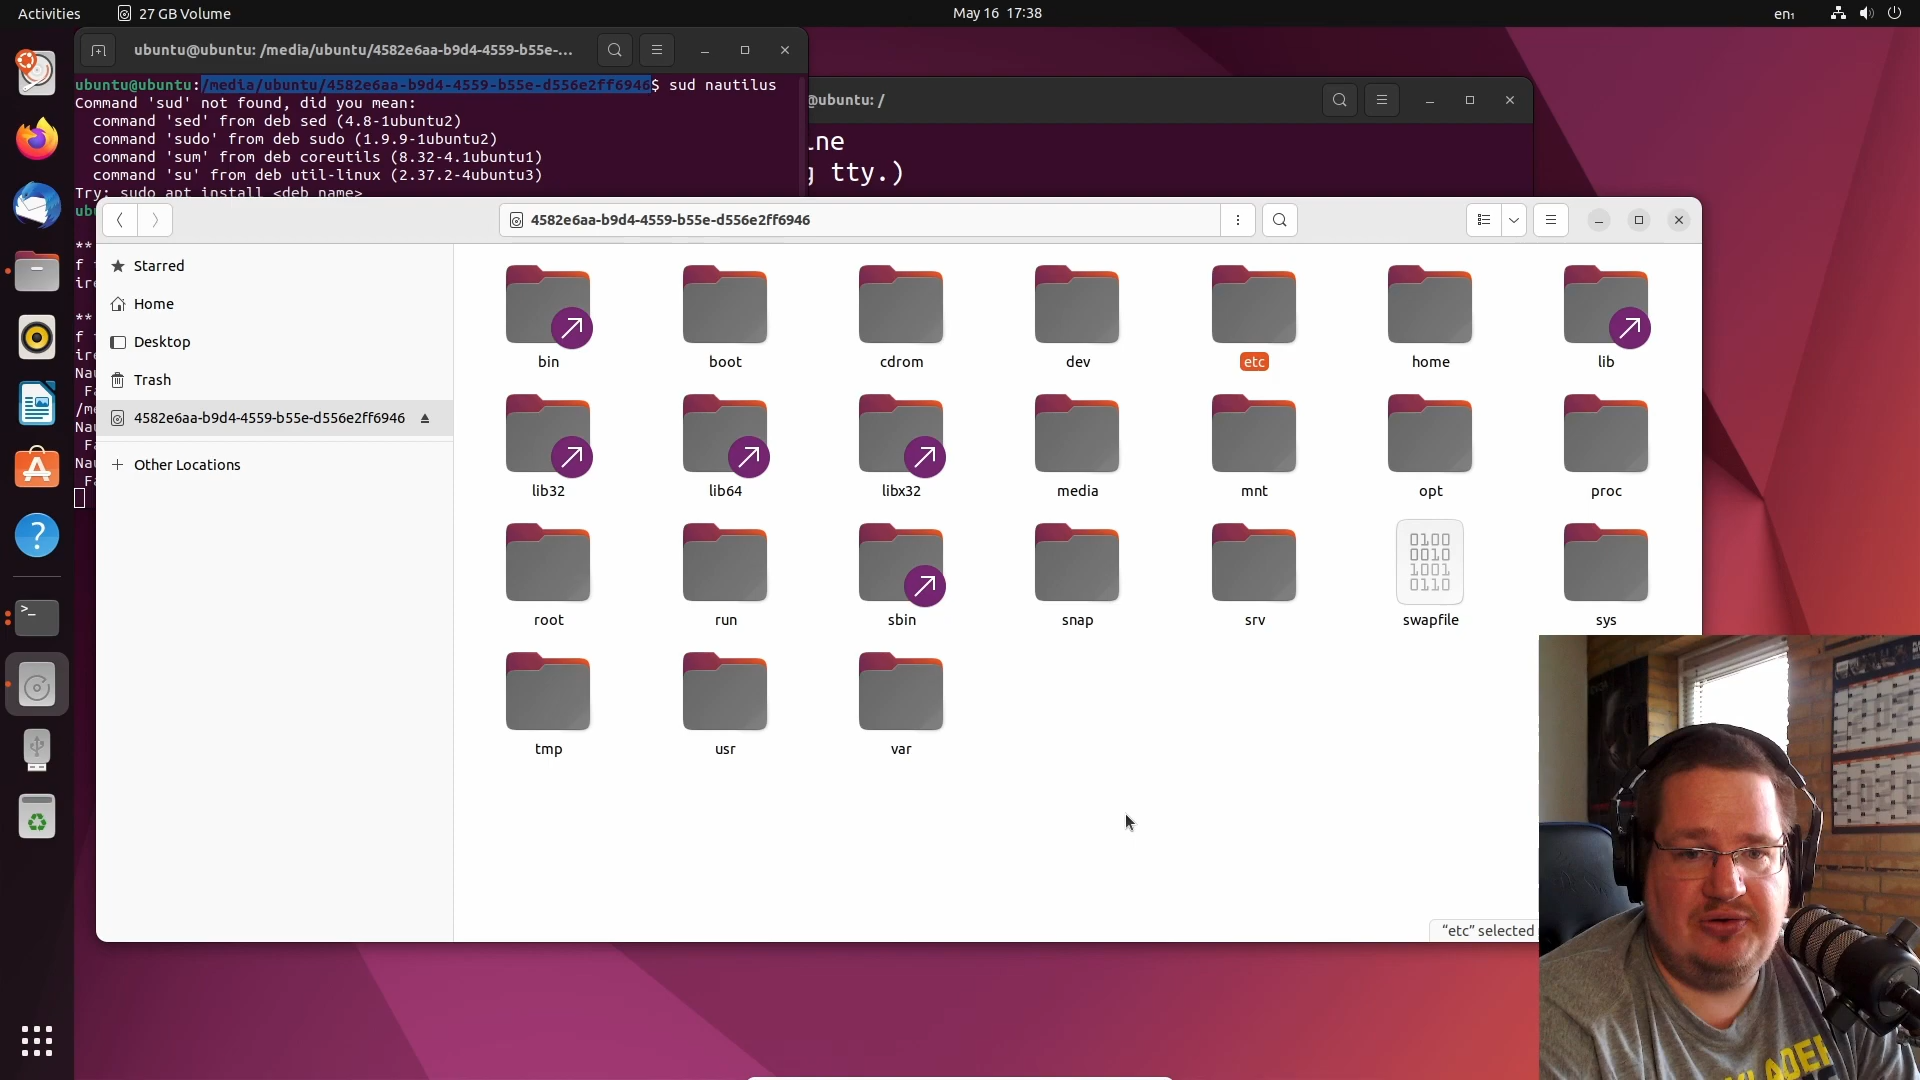 Activities
27 GB Volume
May 16 17:38
en₁
ubuntu@ubuntu: /media/ubuntu/4582e6aa-b9d4-4559-b55e-...
ubuntu@ubuntu:/media/ubuntu/4582e6aa-b9d4-4559-b55e-d556e2ff6946$ sud nautilus
Command 'sud' not found, did you mean:
command 'sed' from deb sed (4.8-1ubuntu2)
command 'sudo' from deb sudo (1.9.9-1ubuntu2)
command 'sum' from deb coreutils (8.32-4.1ubuntu1)
command 'su' from deb util-linux (2.37.2-4ubuntu3)
Try: sudo apt install <deb name>
@ubuntu: /
tty.)
4582e6aa-b9d4-4559-b55e-d556e2ff6946
Starred
Home
Desktop
Trash
4582e6aa-b9d4-4559-b55e-d556e2ff6946
Other Locations
bin
boot
cdrom
dev
etc
home
lib
lib32
lib64
libx32
media
mnt
opt
proc
root
run
sbin
snap
srv
0100
0010
1001
0110
swapfile
sys
tmp
usr
var
“etc” selected